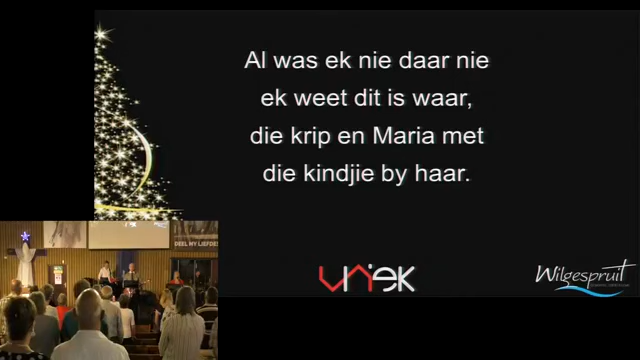 Al was ek nie daar nie
ek weet dit is waar,
die krip en Maria met
die kindjie by haar.
DEEL MY LIEFDE
uniek
Wilgespruit